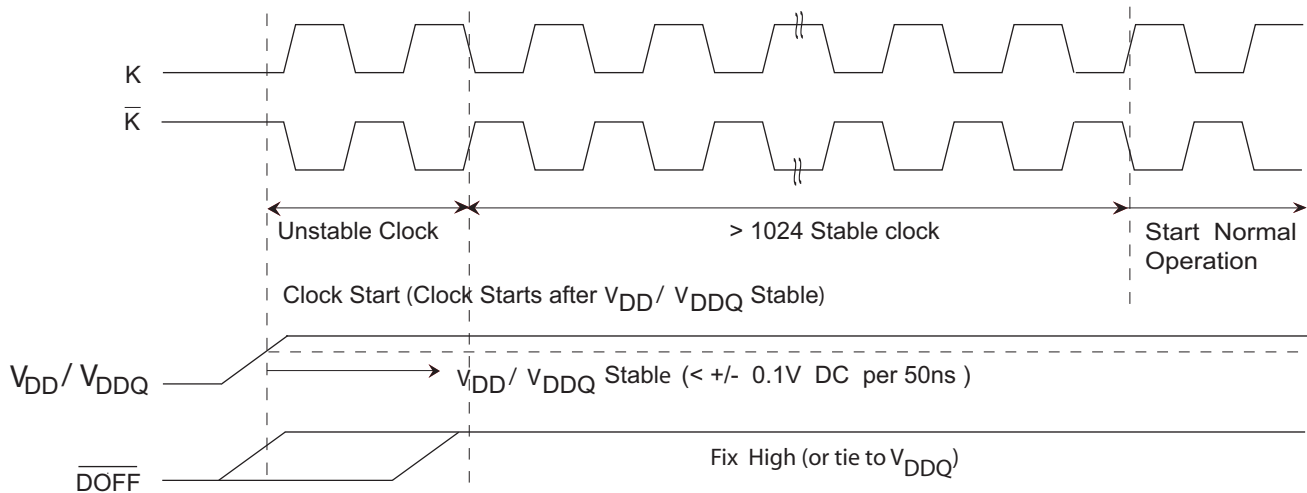 K
K̅
Unstable Clock
> 1024 Stable clock
Start Normal
Operation
Clock Start (Clock Starts after VDD/ VDDQ Stable)
VDD/ VDDQ
VDD/ VDDQ Stable (< +/- 0.1V DC per 50ns )
D̅O̅F̅F̅
Fix High (or tie to VDDQ)